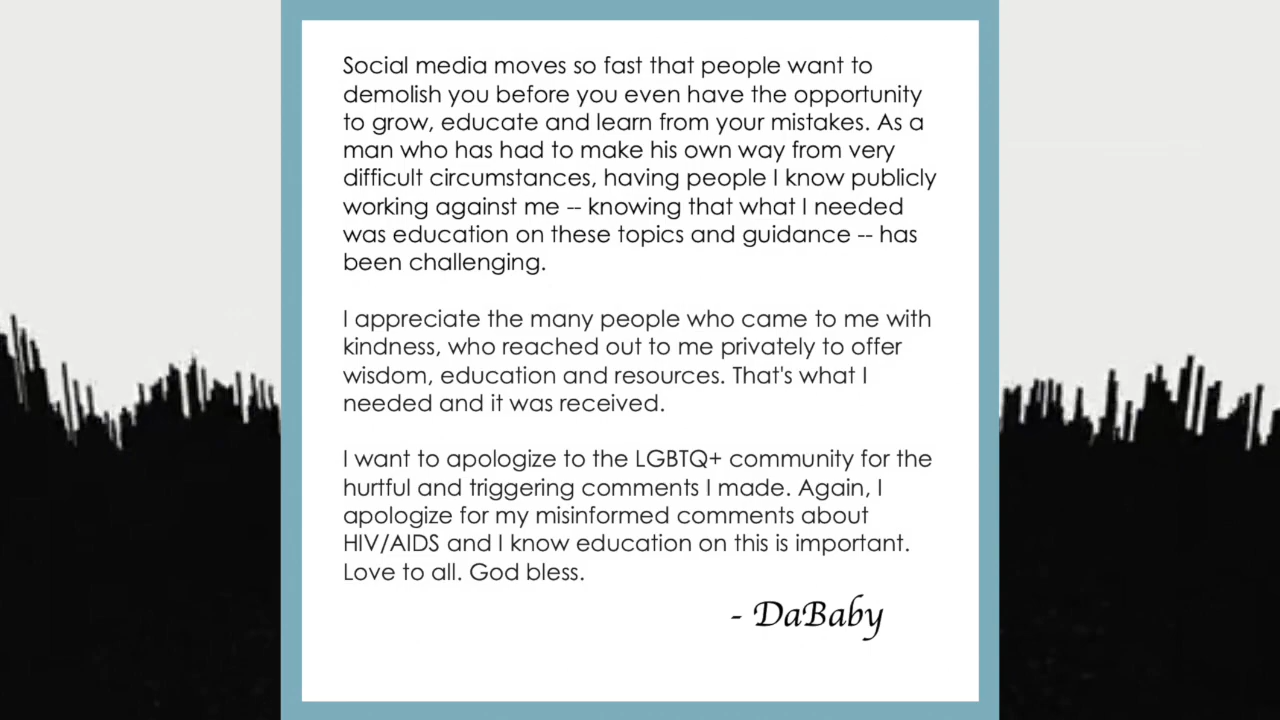 Social media moves so fast that people want to
demolish you before you even have the opportunity
to grow, educate and learn from your mistakes. As a
man who has had to make his own way from very
difficult circumstances, having people I know publicly
working against me -- knowing that what I needed
was education on these topics and guidance -- has
been challenging.
I appreciate the many people who came to me with
kindness, who reached out to me privately to offer
wisdom, education and resources. That's what I
needed and it was received.
I want to apologize to the LGBTQ+ community for the
hurtful and triggering comments I made. Again, I
apologize for my misinformed comments about
HIV/AIDS and I know education on this is important.
Love to all. God bless.
- DaBaby